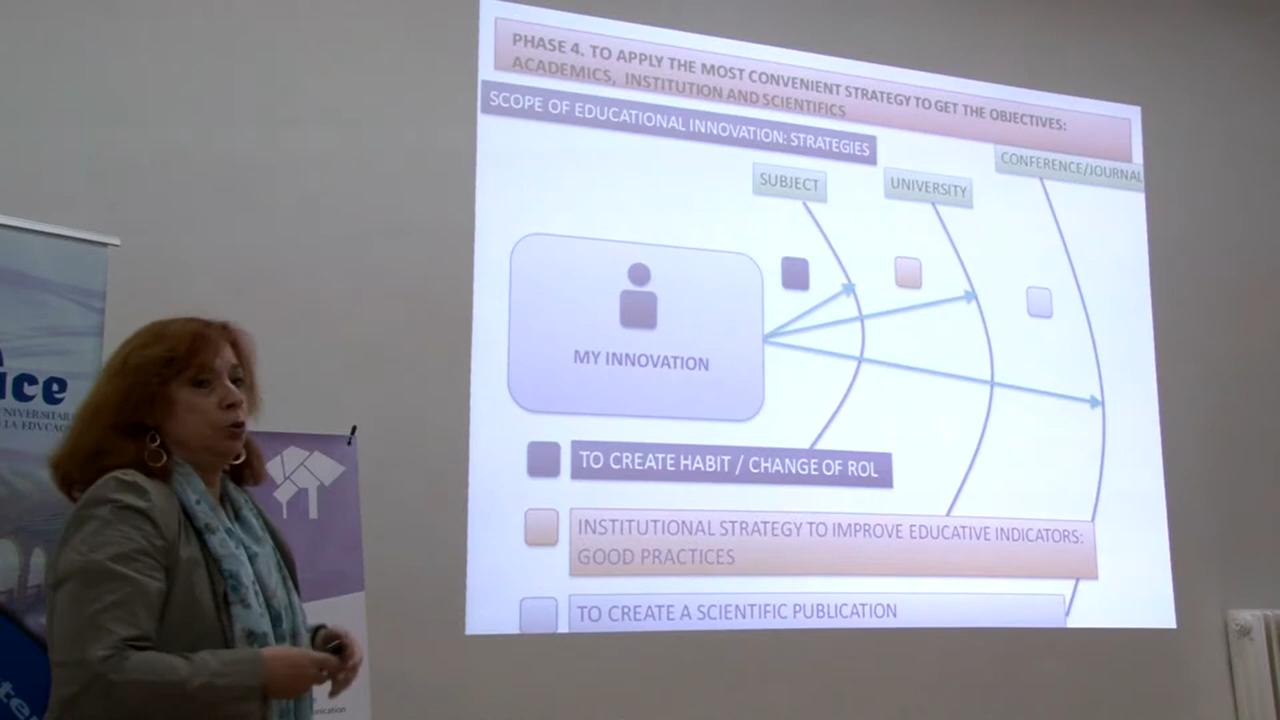 PHASE 4. TO APPLY THE MOST CONVENIENT STRATEGY TO GET THE OBJECTIVES:
ACADEMICS, INSTITUTION AND SCIENTIFICS
SCOPE OF EDUCATIONAL INNOVATION: STRATEGIES
SUBJECT
UNIVERSITY
CONFERENCE/JOURNAL
MY INNOVATION
TO CREATE HABIT / CHANGE OF ROL
INSTITUTIONAL STRATEGY TO IMPROVE EDUCATIVE INDICATORS:
GOOD PRACTICES
TO CREATE A SCIENTIFIC PUBLICATION
ice